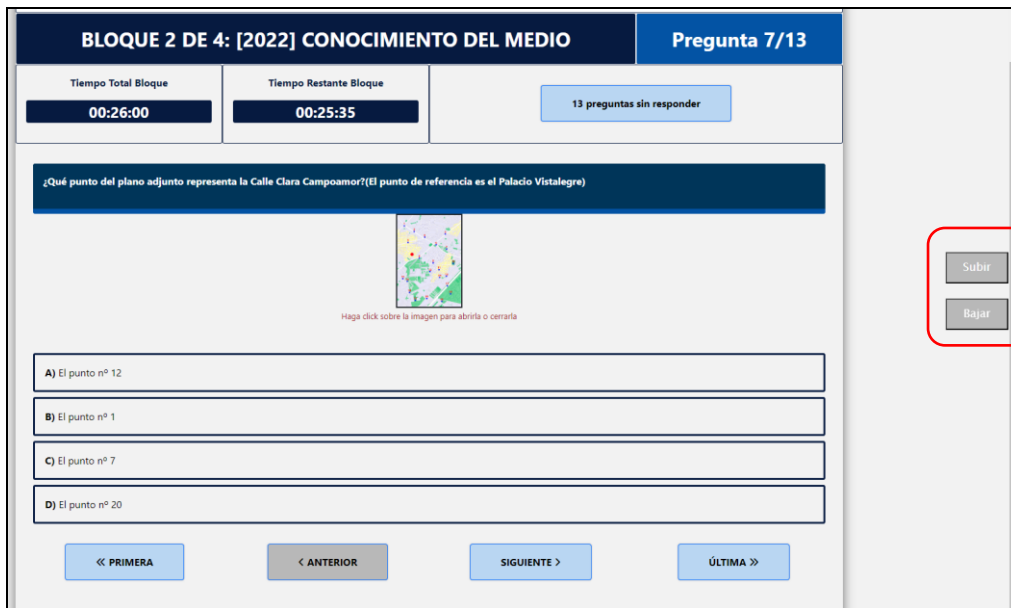 BLOQUE 2 DE 4: [2022] CONOCIMIENTO DEL MEDIO
Pregunta 7/13
Tiempo Total Bloque
00:26:00
Tiempo Restante Bloque
00:25:35
13 preguntas sin responder
¿Qué punto del plano adjunto representa la Calle Clara Campoamor?(El punto de referencia es el Palacio Vistalegre)
Haga click sobre la imagen para abrirla o cerrarla
Subir
Bajar
A) El punto nº 12
B) El punto nº 1
C) El punto nº 7
D) El punto nº 20
« PRIMERA
< ANTERIOR
SIGUIENTE >
ÚLTIMA »